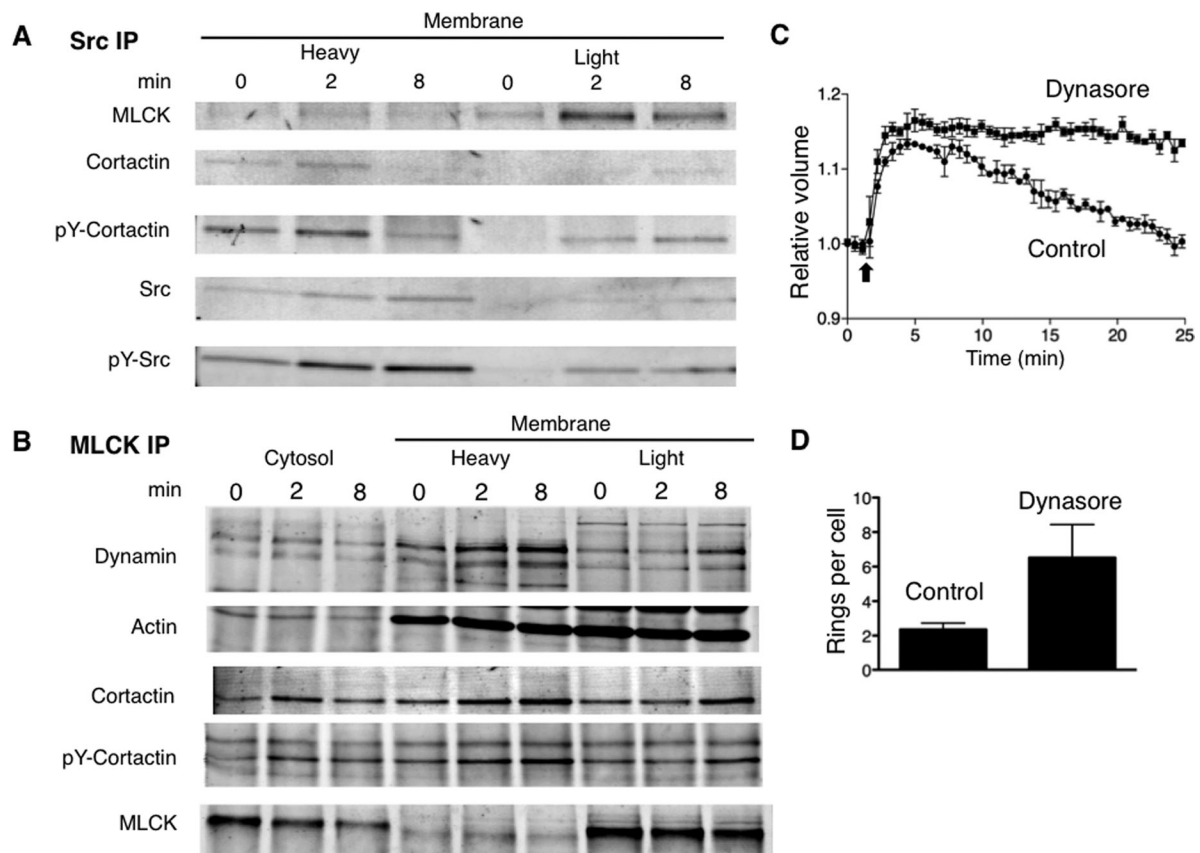 A Src IP
Membrane
Heavy Light
min 0 2 8 0 2 8
MLCK
Cortactin
pY-Cortactin
Src
pY-Src
B MLCK IP
Membrane
Cytosol Heavy Light
min 0 2 8 0 2 8 0 2 8
Dynamin
Actin
Cortactin
pY-Cortactin
MLCK
C
Relative volume
1.2
1.1
1.0
0.9
Dynasore
Control
0 5 10 15 20 25
Time (min)
D
Rings per cell
10
8
6
4
2
0
Control
Dynasore